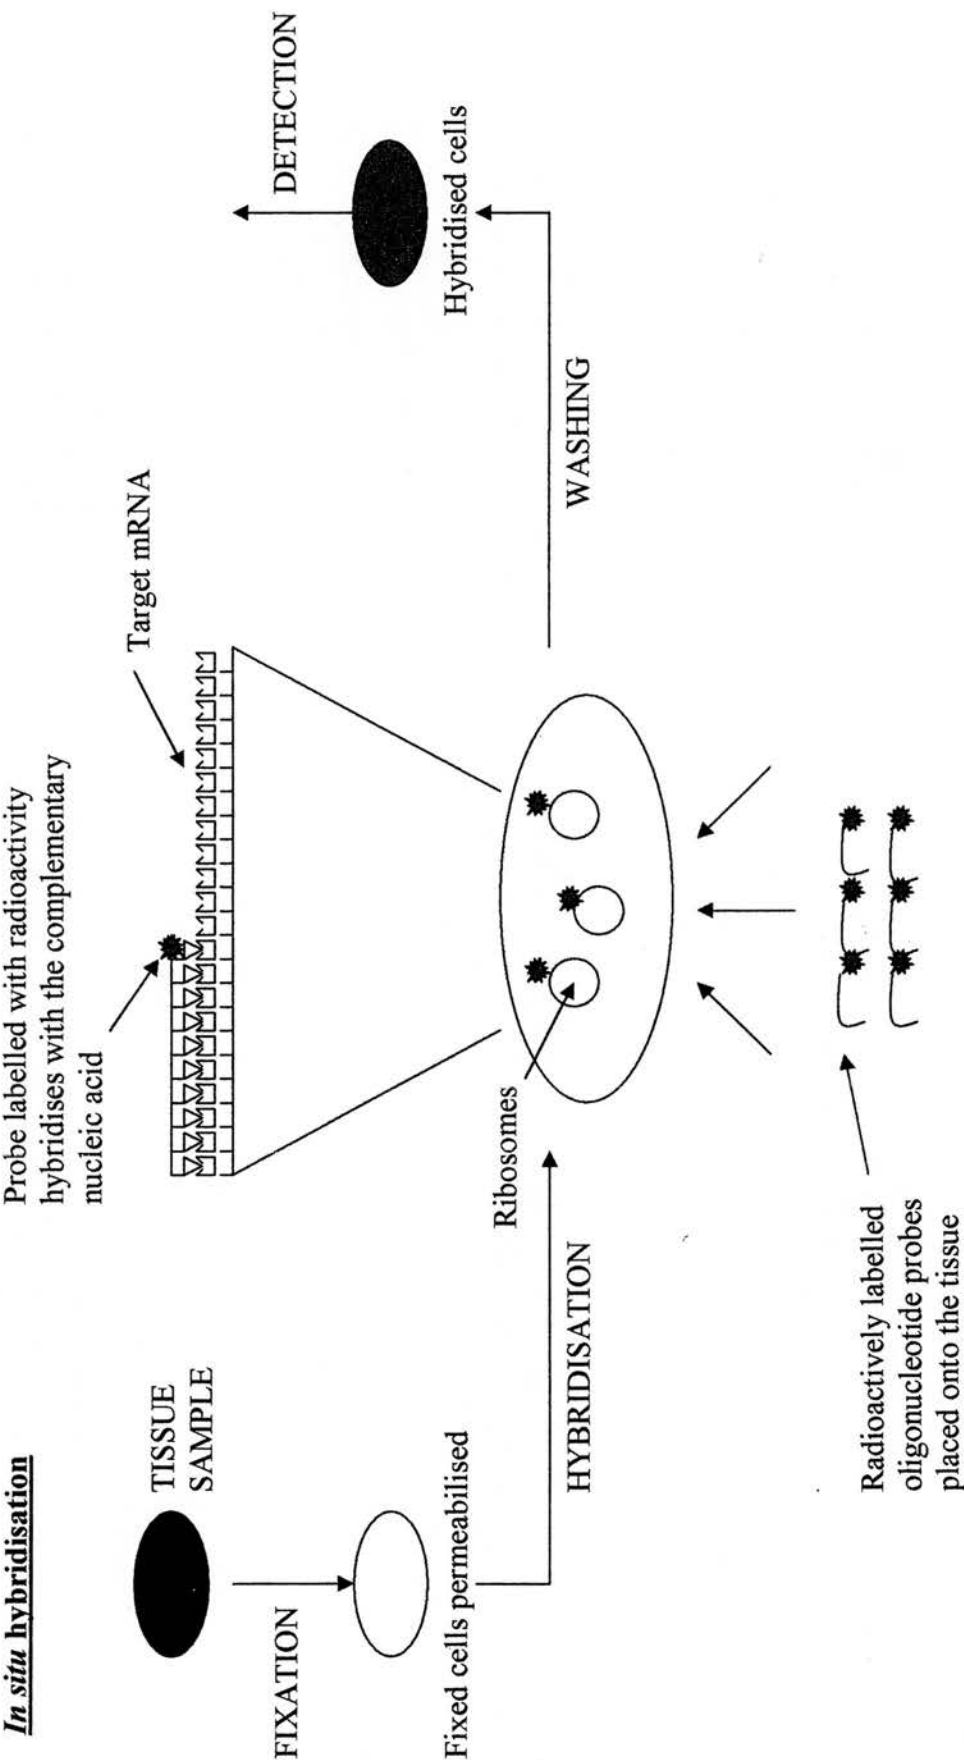 In situ hybridisation
TISSUE
SAMPLE
FIXATION
Fixed cells permeabilised
HYBRIDISATION
Probe labelled with radioactivity
hybridises with the complementary
nucleic acid
Target mRNA
Ribosomes
Radioactively labelled
oligonucleotide probes
placed onto the tissue
WASHING
Hybridised cells
DETECTION